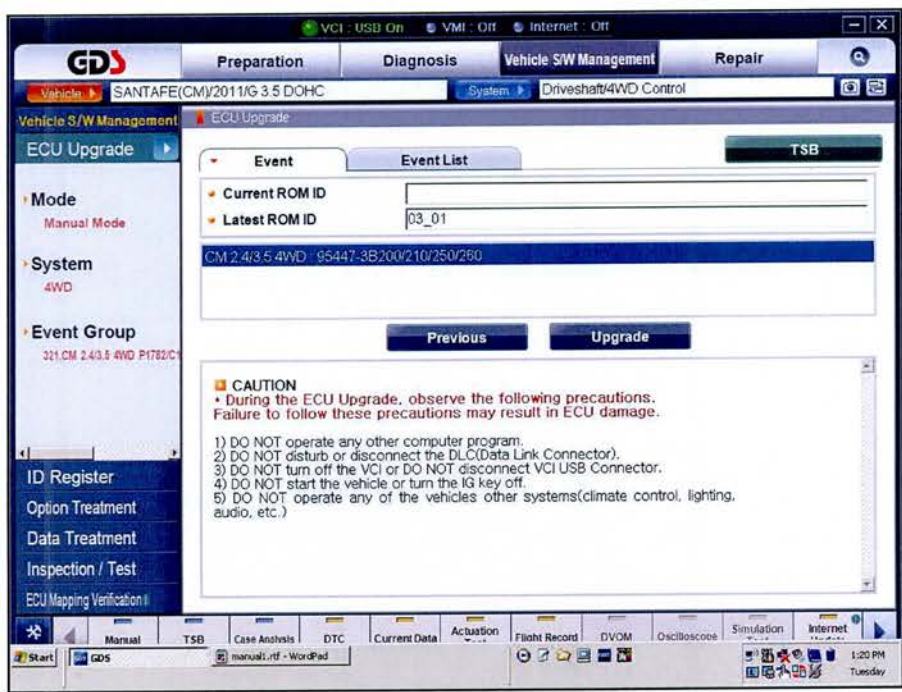 VCI : USB On VMI : Off Internet : Off
GDS
Preparation Diagnosis Vehicle S/W Management Repair
Vehicle SANTAFE(CM)/2011/G 3.5 DOHC System Driveshaft/4WD Control
Vehicle S/W Management
ECU Upgrade
ECU Upgrade
Event Event List TSB
Mode
Manual Mode
System
4WD
Event Group
321.CM 2.4/3.5 4WD P1782/C1
Current ROM ID
Latest ROM ID 03_01
CM 2.4/3.5 4WD : 95447-3B200/210/250/260
Previous Upgrade
CAUTION
• During the ECU Upgrade, observe the following precautions.
Failure to follow these precautions may result in ECU damage.
1) DO NOT operate any other computer program.
2) DO NOT disturb or disconnect the DLC(Data Link Connector).
3) DO NOT turn off the VCI or DO NOT disconnect VCI USB Connector.
4) DO NOT start the vehicle or turn the IG key off.
5) DO NOT operate any of the vehicles other systems(climate control, lighting,
audio, etc.)
ID Register
Option Treatment
Data Treatment
Inspection / Test
ECU Mapping Verification
Manual TSB Case Analysis DTC Current Data Actuation Flight Record DVOM Oscilloscope Simulation Internet
Start GDS manual1.rtf - WordPad 1:20 PM
Tuesday